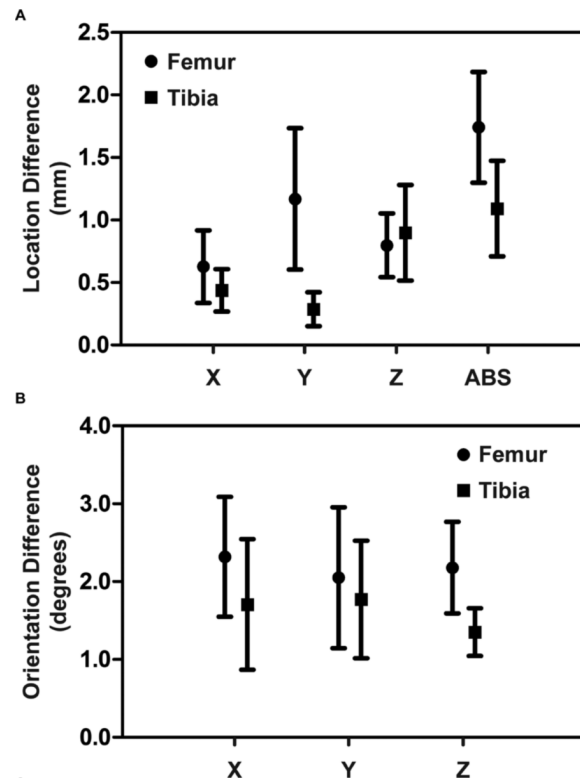 A
2.5
Femur
Tibia
2.0
1.5
1.0
0.5
0.0
Location Difference
(mm)
X Y Z ABS
B
4.0
Femur
Tibia
3.0
2.0
1.0
0.0
Orientation Difference
(degrees)
X Y Z